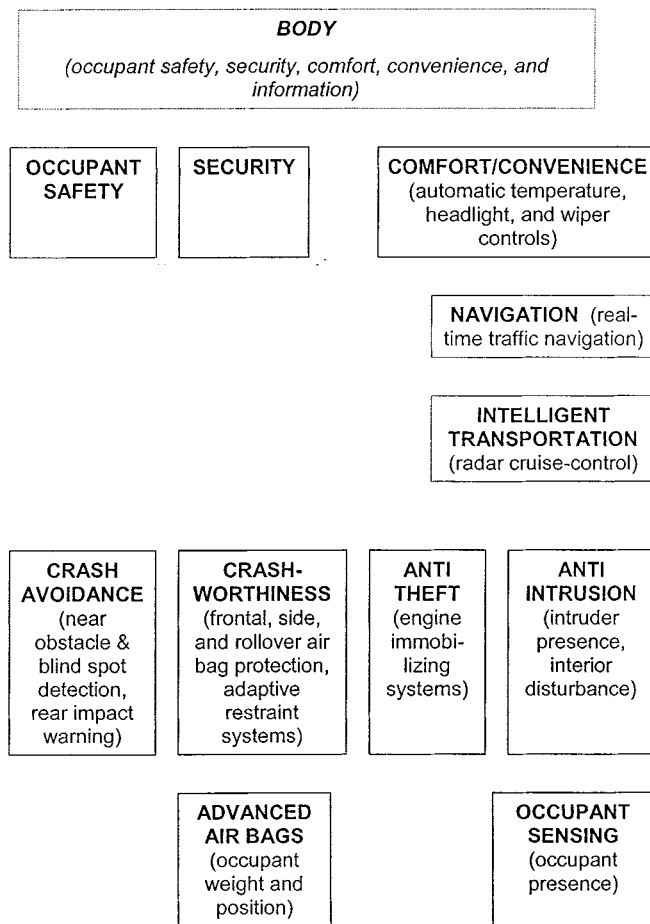 BODY
(occupant safety, security, comfort, convenience, and
information)
OCCUPANT
SAFETY
SECURITY
COMFORT/CONVENIENCE
(automatic temperature,
headlight, and wiper
controls)
NAVIGATION (real-
time traffic navigation)
INTELLIGENT
TRANSPORTATION
(radar cruise-control)
CRASH
AVOIDANCE
(near
obstacle &
blind spot
detection,
rear impact
warning)
CRASH-
WORTHINESS
(frontal, side,
and rollover air
bag protection,
adaptive
restraint
systems)
ANTI
THEFT
(engine
immobi-
lizing
systems)
ANTI
INTRUSION
(intruder
presence,
interior
disturbance)
ADVANCED
AIR BAGS
(occupant
weight and
position)
OCCUPANT
SENSING
(occupant
presence)